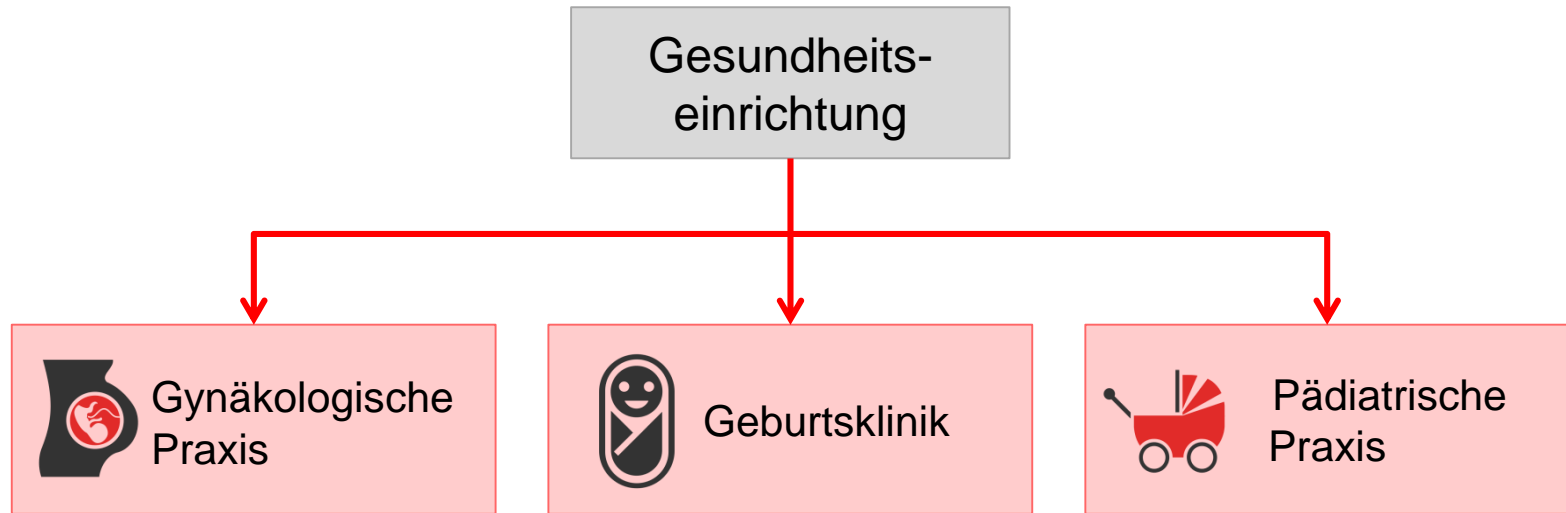 Gesundheits-
einrichtung
Gynäkologische
Praxis
Geburtsklinik
Pädiatrische
Praxis